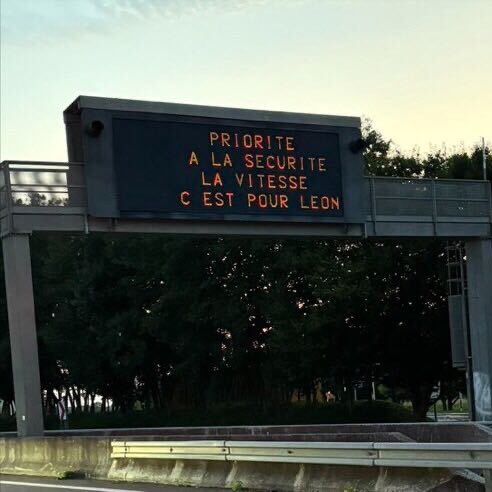 PRIORITE
A LA SECURITE
LA VITESSE
C EST POUR LEON